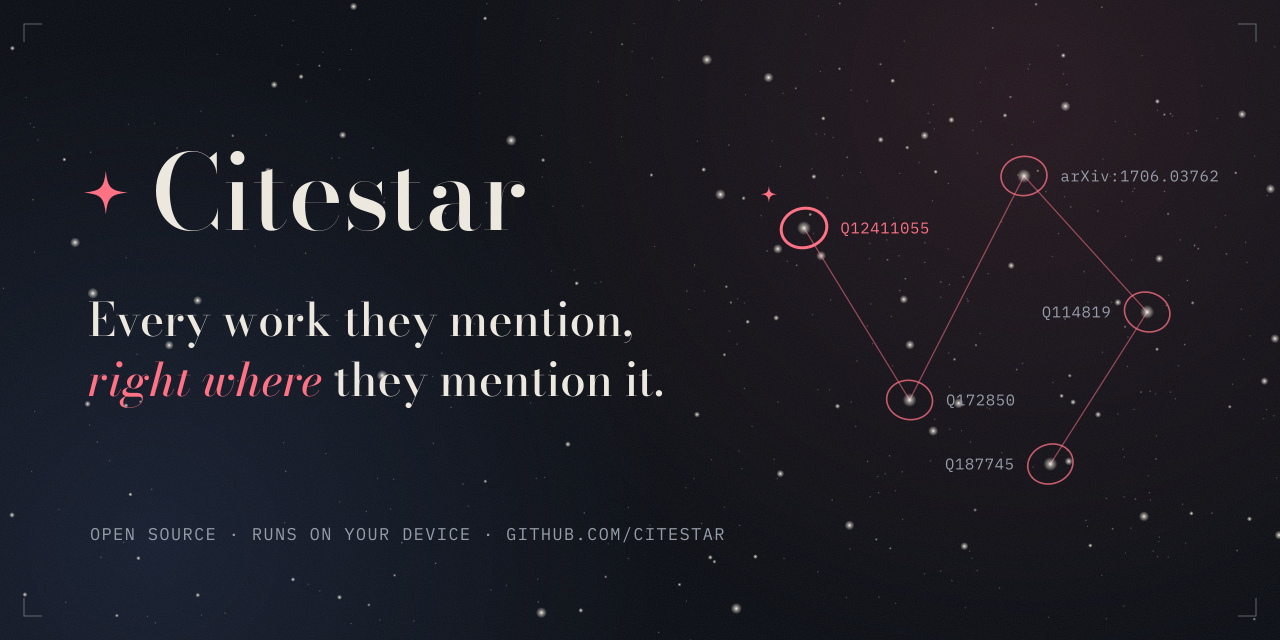 Citestar
Every work they mention,
right where they mention it.
OPEN SOURCE · RUNS ON YOUR DEVICE · GITHUB.COM/CITESTAR
arXiv:1706.03762
Q12411055
Q114819
Q172850
Q187745